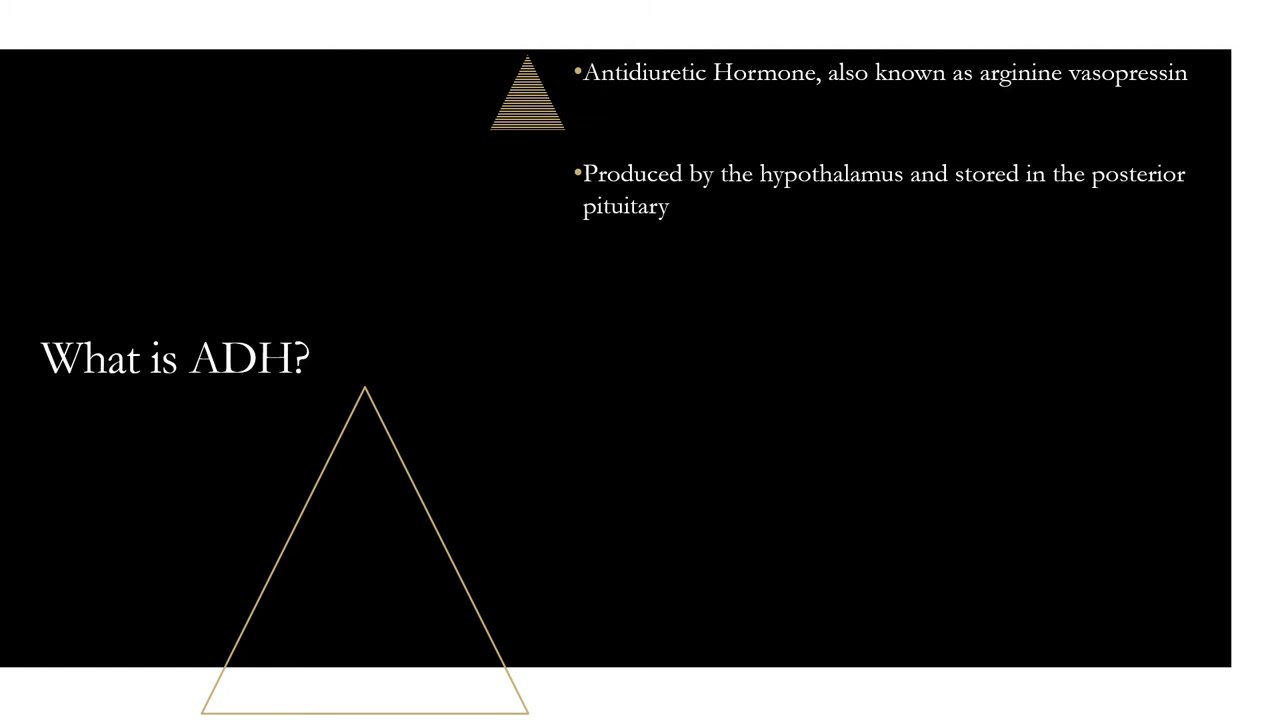 What is ADH?
•Antidiuretic Hormone, also known as arginine vasopressin
•Produced by the hypothalamus and stored in the posterior
pituitary